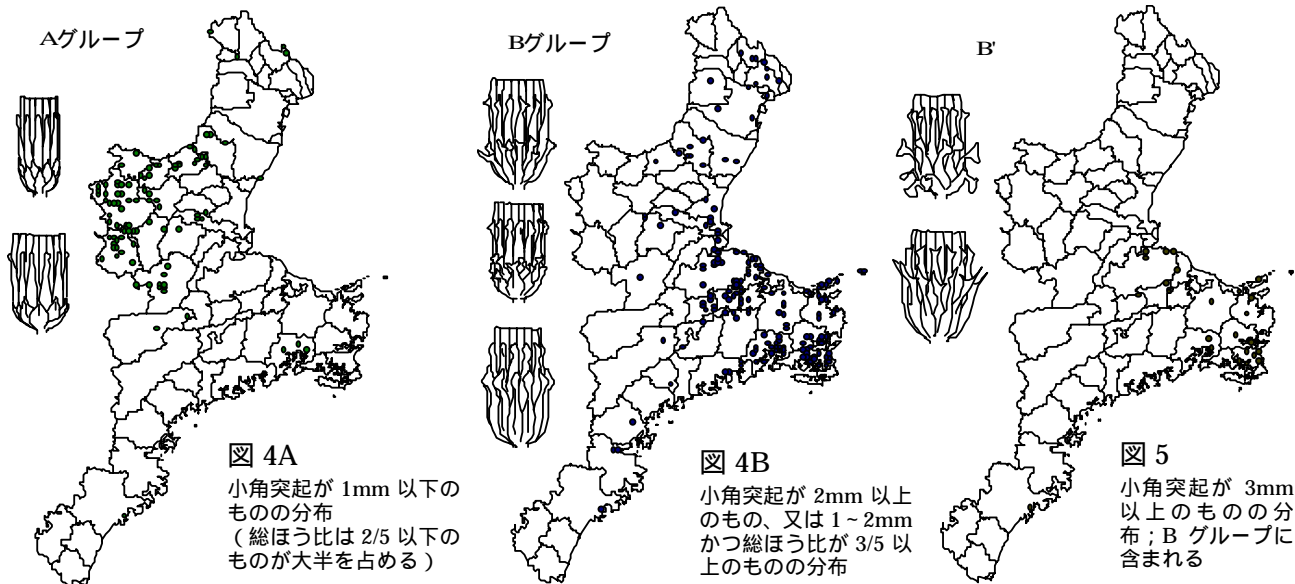 Aグループ
Bグループ
B'
図 4A
小角突起が 1mm 以下の
ものの分布
（総ほう比は 2/5 以下の
ものが大半を占める）
図 4B
小角突起が 2mm 以上
のもの、又は 1~2mm
かつ総ほう比が 3/5 以
上のものの分布
図 5
小角突起が 3mm
以上のものの分
布；B グループに
含まれる